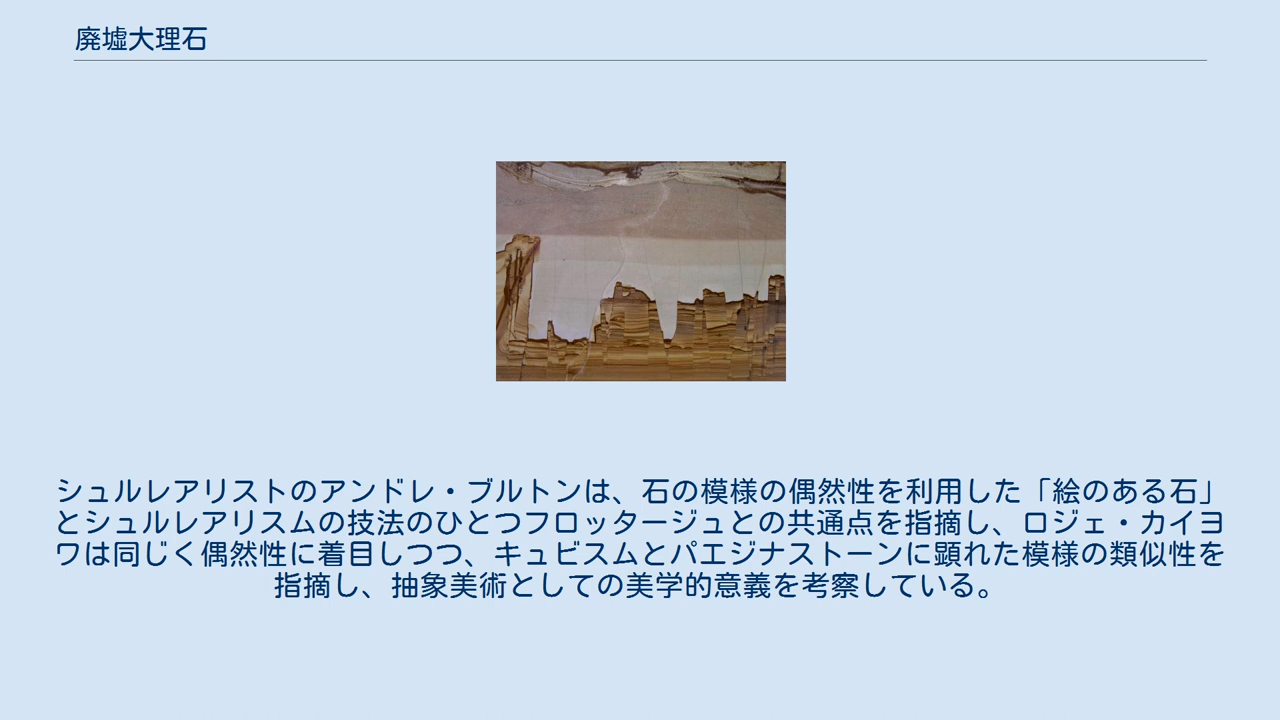 廃墟大理石
シュルレアリストのアンドレ・ブルトンは、石の模様の偶然性を利用した「絵のある石」
とシュルレアリスムの技法のひとつフロッタージュとの共通点を指摘し、ロジェ・カイヨ
ワは同じく偶然性に着目しつつ、キュビスムとパエジナストーンに顕れた模様の類似性を
指摘し、抽象美術としての美学的意義を考察している。